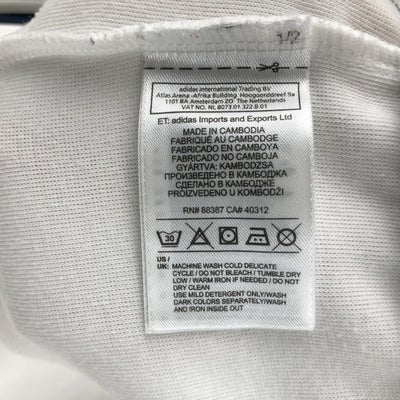 1/2
adidas International Trading BV
Atlas Arena -Afrika Building Hoogoorddreef 9a
1101 BA Amsterdam ZO The Netherlands
VAT NO. NL 8073.01.322.B.01
ET: adidas Imports and Exports Ltd
MADE IN CAMBODIA
FABRIQUÉ AU CAMBODGE
FABRICADO EN CAMBOYA
FABRICADO NO CAMBOJA
GYÁRTVA: KAMBODZSA
ПРОИЗВЕДЕНО В КАМБОДЖА
СДЕЛАНО В КАМБОДЖЕ
PROIZVEDENO U KOMBODŽI
RN# 88387 CA# 40312
30
US /
UK: MACHINE WASH COLD DELICATE
CYCLE / DO NOT BLEACH / TUMBLE DRY
LOW / WARM IRON IF NEEDED / DO NOT
DRY CLEAN
USE MILD DETERGENT ONLY/WASH
DARK COLORS SEPARATELY/WASH
AND IRON INSIDE OUT